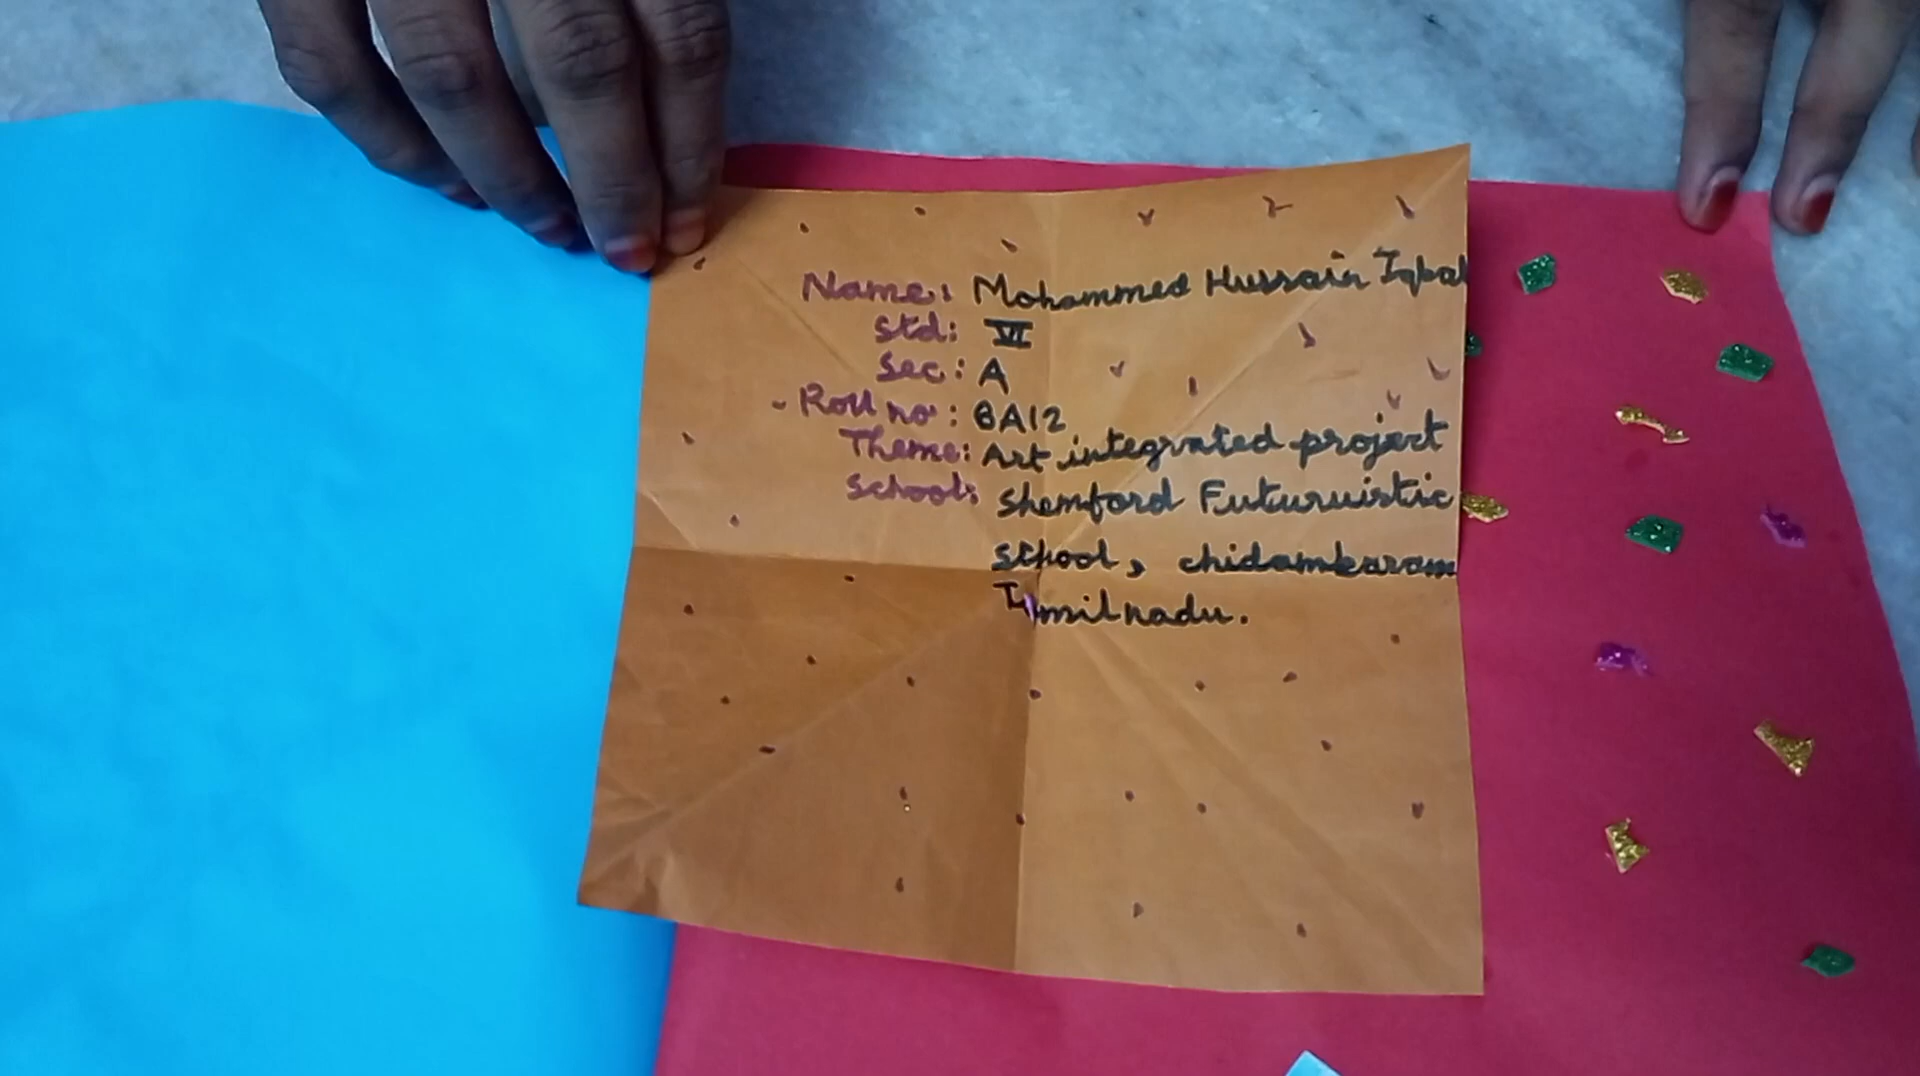 Name: Mohammed Hussain Iqbal
Std: VI
Sec: A
- Roll no: 6A12
Theme: Art integrated project
School: Shemford Futuruistic
school, chidambaram
Tamilnadu.